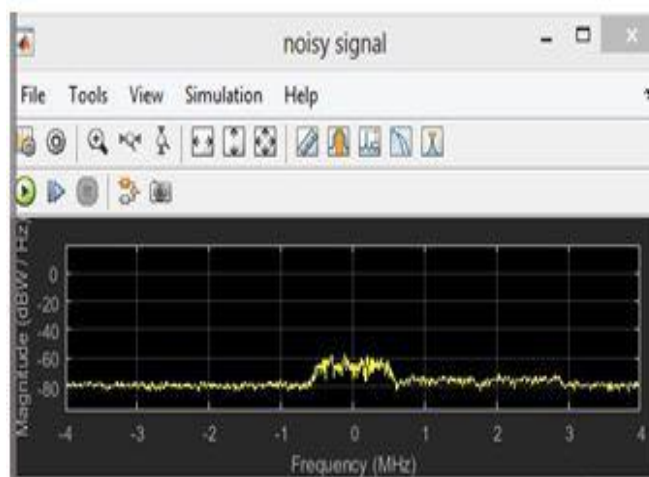 noisy signal
File Tools View Simulation Help
Magnitude (dBW / Hz)
0
-20
-40
-60
-80
-4 -3 -2 -1 0 1 2 3 4
Frequency (MHz)